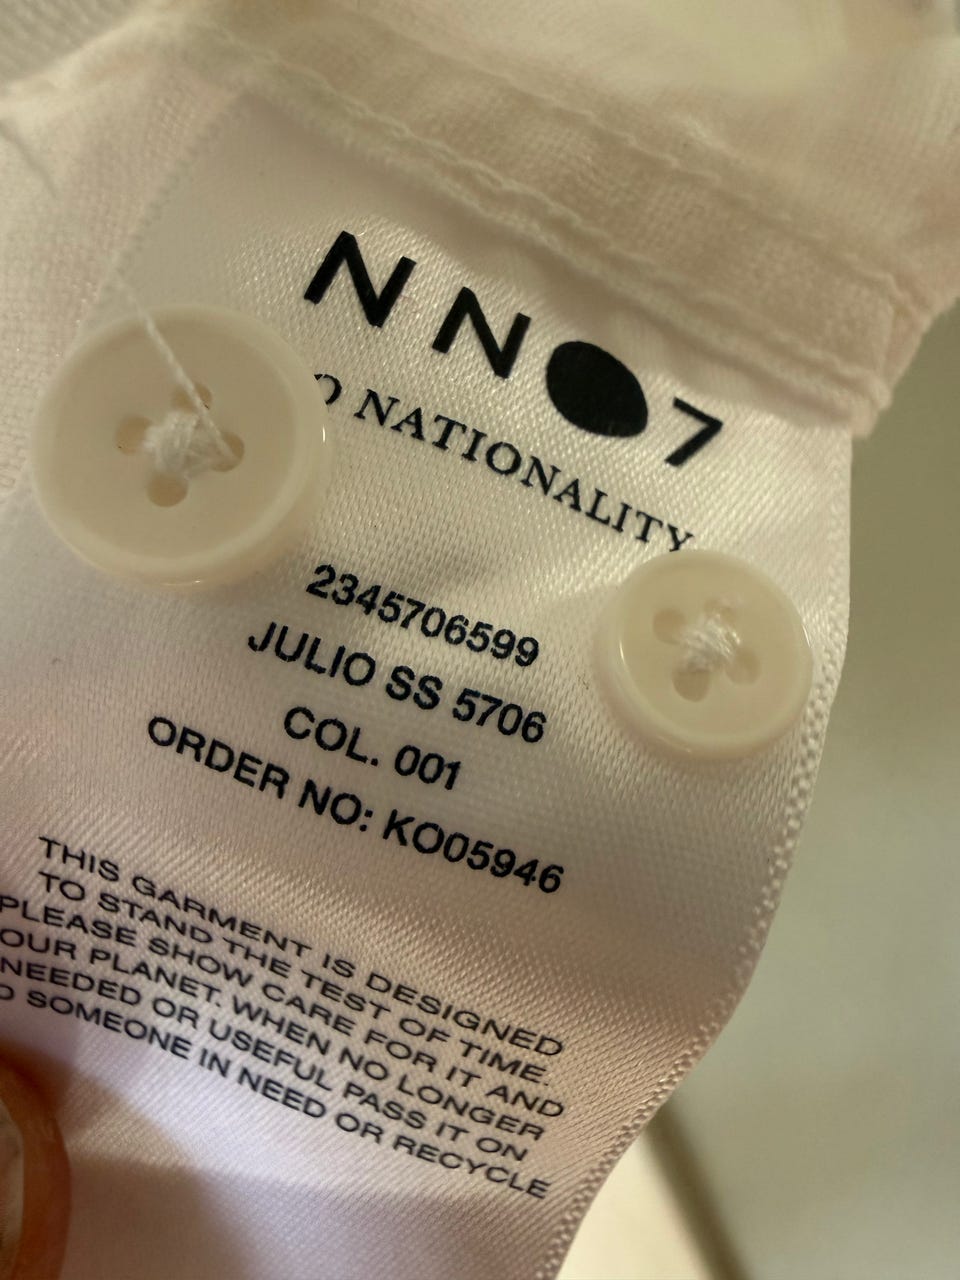 NN●7
O NATIONALITY
2345706599
JULIO SS 5706
COL. 001
ORDER NO: KO05946
THIS GARMENT IS DESIGNED
TO STAND THE TEST OF TIME.
PLEASE SHOW CARE FOR IT AND
OUR PLANET. WHEN NO LONGER
NEEDED OR USEFUL PASS IT ON
O SOMEONE IN NEED OR RECYCLE